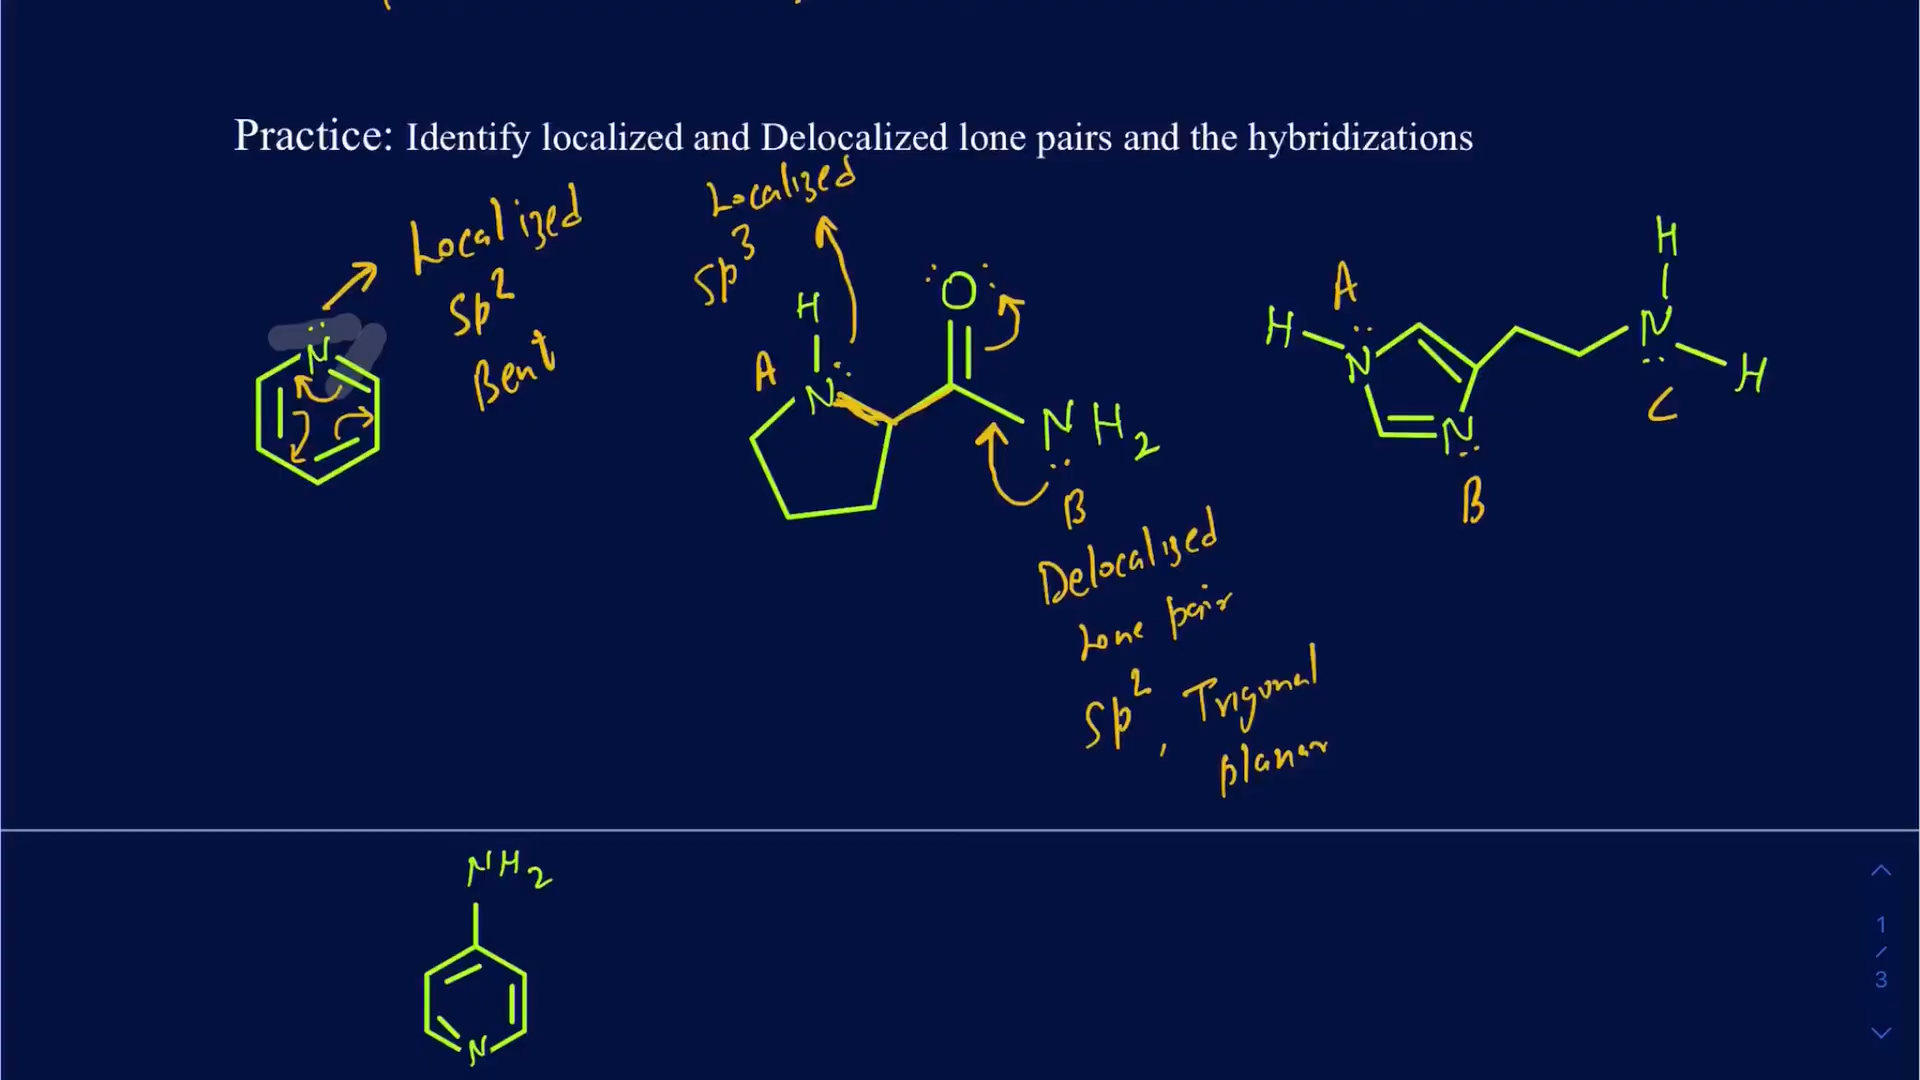 Practice: Identify localized and Delocalized lone pairs and the hybridizations
Localized
sp2
Bent
N
Localized
sp3
H
A
N
O
NH2
B
Delocalized
Lone pair
sp2, Trigonal
planar
H
A
H
N
N
H
C
N
B
NH2
N
1
/
3